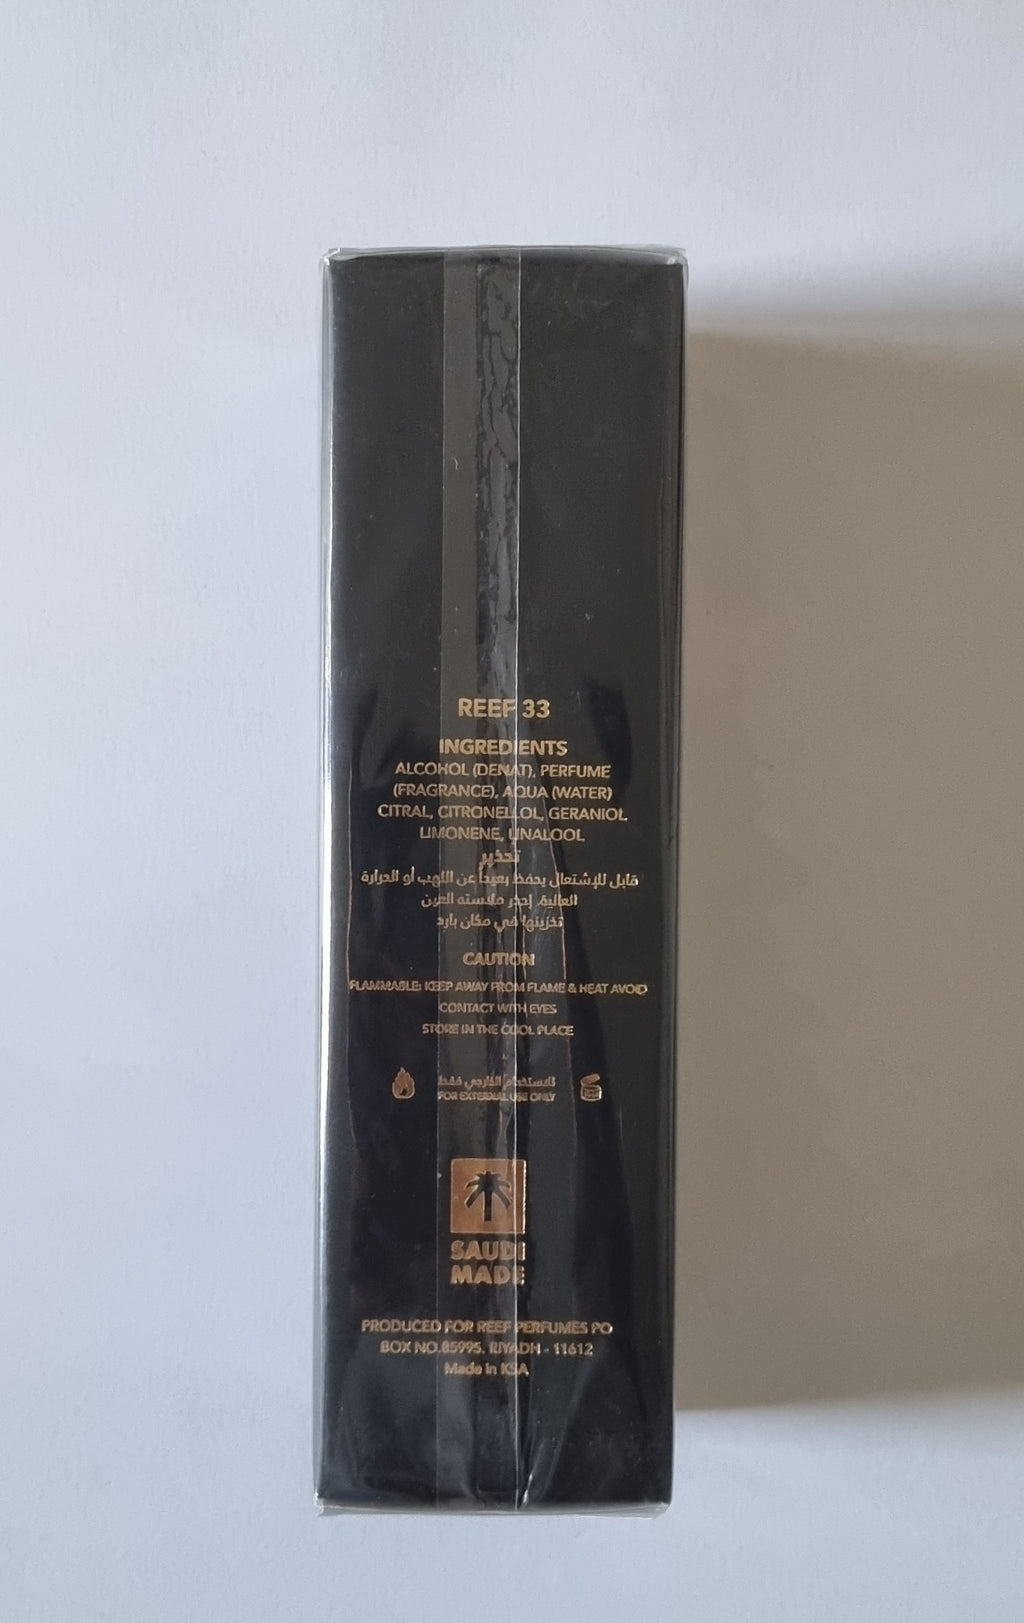 REEF 33
INGREDIENTS
ALCOHOL (DENAT), PERFUME
(FRAGRANCE), AQUA (WATER)
CITRAL, CITRONELLOL, GERANIOL
LIMONENE, LINALOOL
تحذير
قابل للإشتعال يحفظ بعيداً عن اللهب أو الحرارة
العالية. إحذر ملامسته العين
تخزينها في مكان بارد
CAUTION
FLAMMABLE: KEEP AWAY FROM FLAME & HEAT AVOID
CONTACT WITH EYES
STORE IN THE COOL PLACE
للاستخدام الخارجي فقط
FOR EXTERNAL USE ONLY
SAUDI
MADE
PRODUCED FOR REEF PERFUMES PO
BOX NO.85995. RIYADH - 11612
Made in KSA